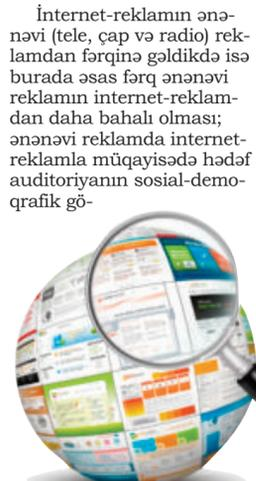 İnternet-reklamın ənə-
nəvi (tele, çap və radio) rek-
lamdan fərqinə gəldikdə isə
burada əsas fərq ənənəvi
reklamın internet-reklam-
dan daha bahalı olması;
ənənəvi reklamda internet-
reklamla müqayisədə hədəf
auditoriyanın sosial-demo-
qrafik gö-